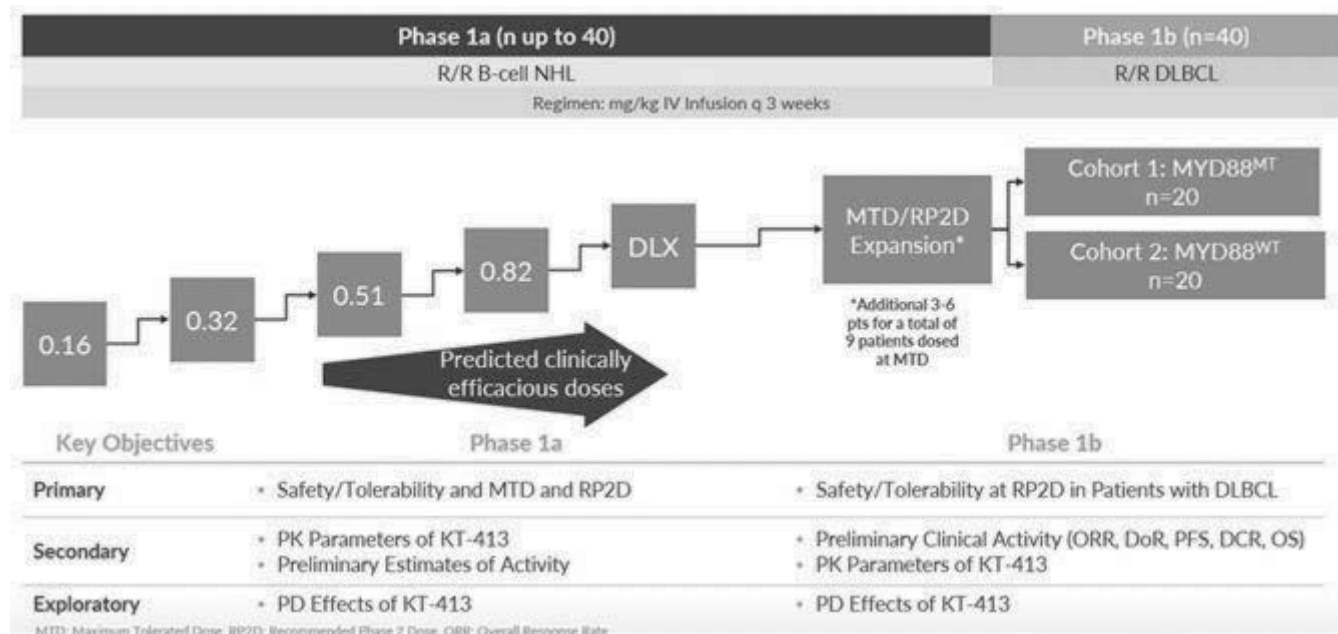 Phase 1a (n up to 40)
Phase 1b (n=40)
R/R B-cell NHL
R/R DLBCL
Regimen: mg/kg IV Infusion q 3 weeks
0.16
0.32
0.51
0.82
DLX
MTD/RP2D
Expansion*
*Additional 3-6
pts for a total of
9 patients dosed
at MTD
Cohort 1: MYD88ᴹᵀ
n=20
Cohort 2: MYD88ᵂᵀ
n=20
Predicted clinically
efficacious doses
Key Objectives
Phase 1a
Phase 1b
Primary
• Safety/Tolerability and MTD and RP2D
• Safety/Tolerability at RP2D in Patients with DLBCL
Secondary
• PK Parameters of KT-413
• Preliminary Estimates of Activity
• Preliminary Clinical Activity (ORR, DoR, PFS, DCR, OS)
• PK Parameters of KT-413
Exploratory
• PD Effects of KT-413
• PD Effects of KT-413
MTD: Maximum Tolerated Dose, RP2D: Recommended Phase 2 Dose, ORR: Overall Response Rate